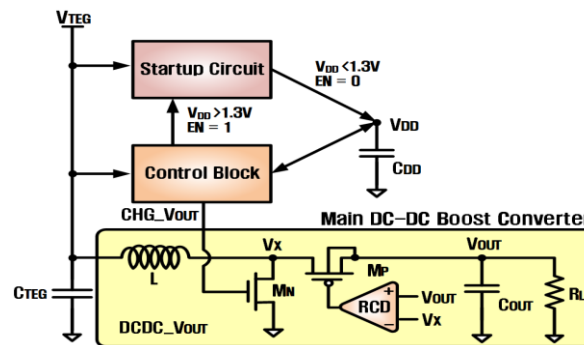 VTEG
Startup Circuit
VDD <1.3V
EN = 0
VDD >1.3V
EN = 1
VDD
Control Block
CDD
CHG_VOUT
Main DC-DC Boost Converter
L
VX
MP
VOUT
CTEG
MN
RCD
+
−
VOUT
VX
COUT
RL
DCDC_VOUT